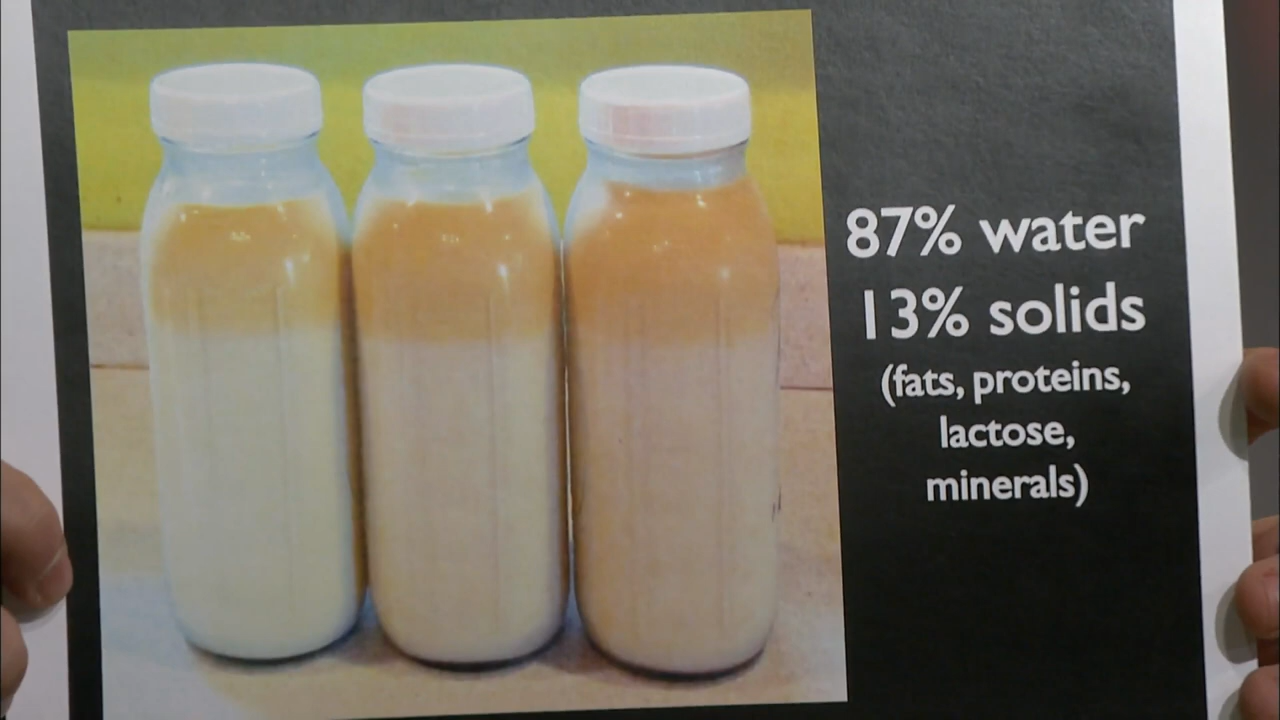 87% water
13% solids
(fats, proteins,
lactose,
minerals)